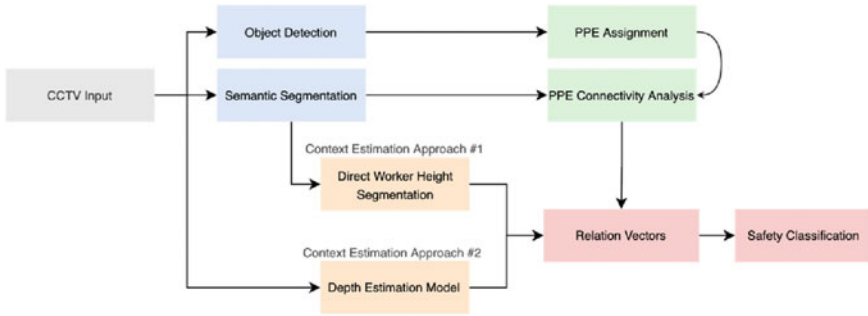 Object Detection
PPE Assignment
CCTV Input
Semantic Segmentation
PPE Connectivity Analysis
Context Estimation Approach #1
Direct Worker Height
Segmentation
Relation Vectors
Safety Classification
Context Estimation Approach #2
Depth Estimation Model